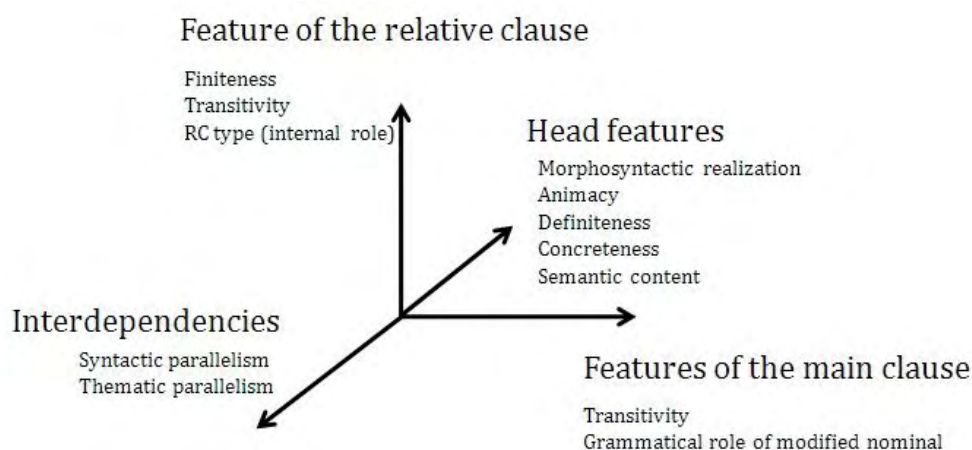 Feature of the relative clause
Finiteness
Transitivity
RC type (internal role)
Head features
Morphosyntactic realization
Animacy
Definiteness
Concreteness
Semantic content
Interdependencies
Syntactic parallelism
Thematic parallelism
Features of the main clause
Transitivity
Grammatical role of modified nominal